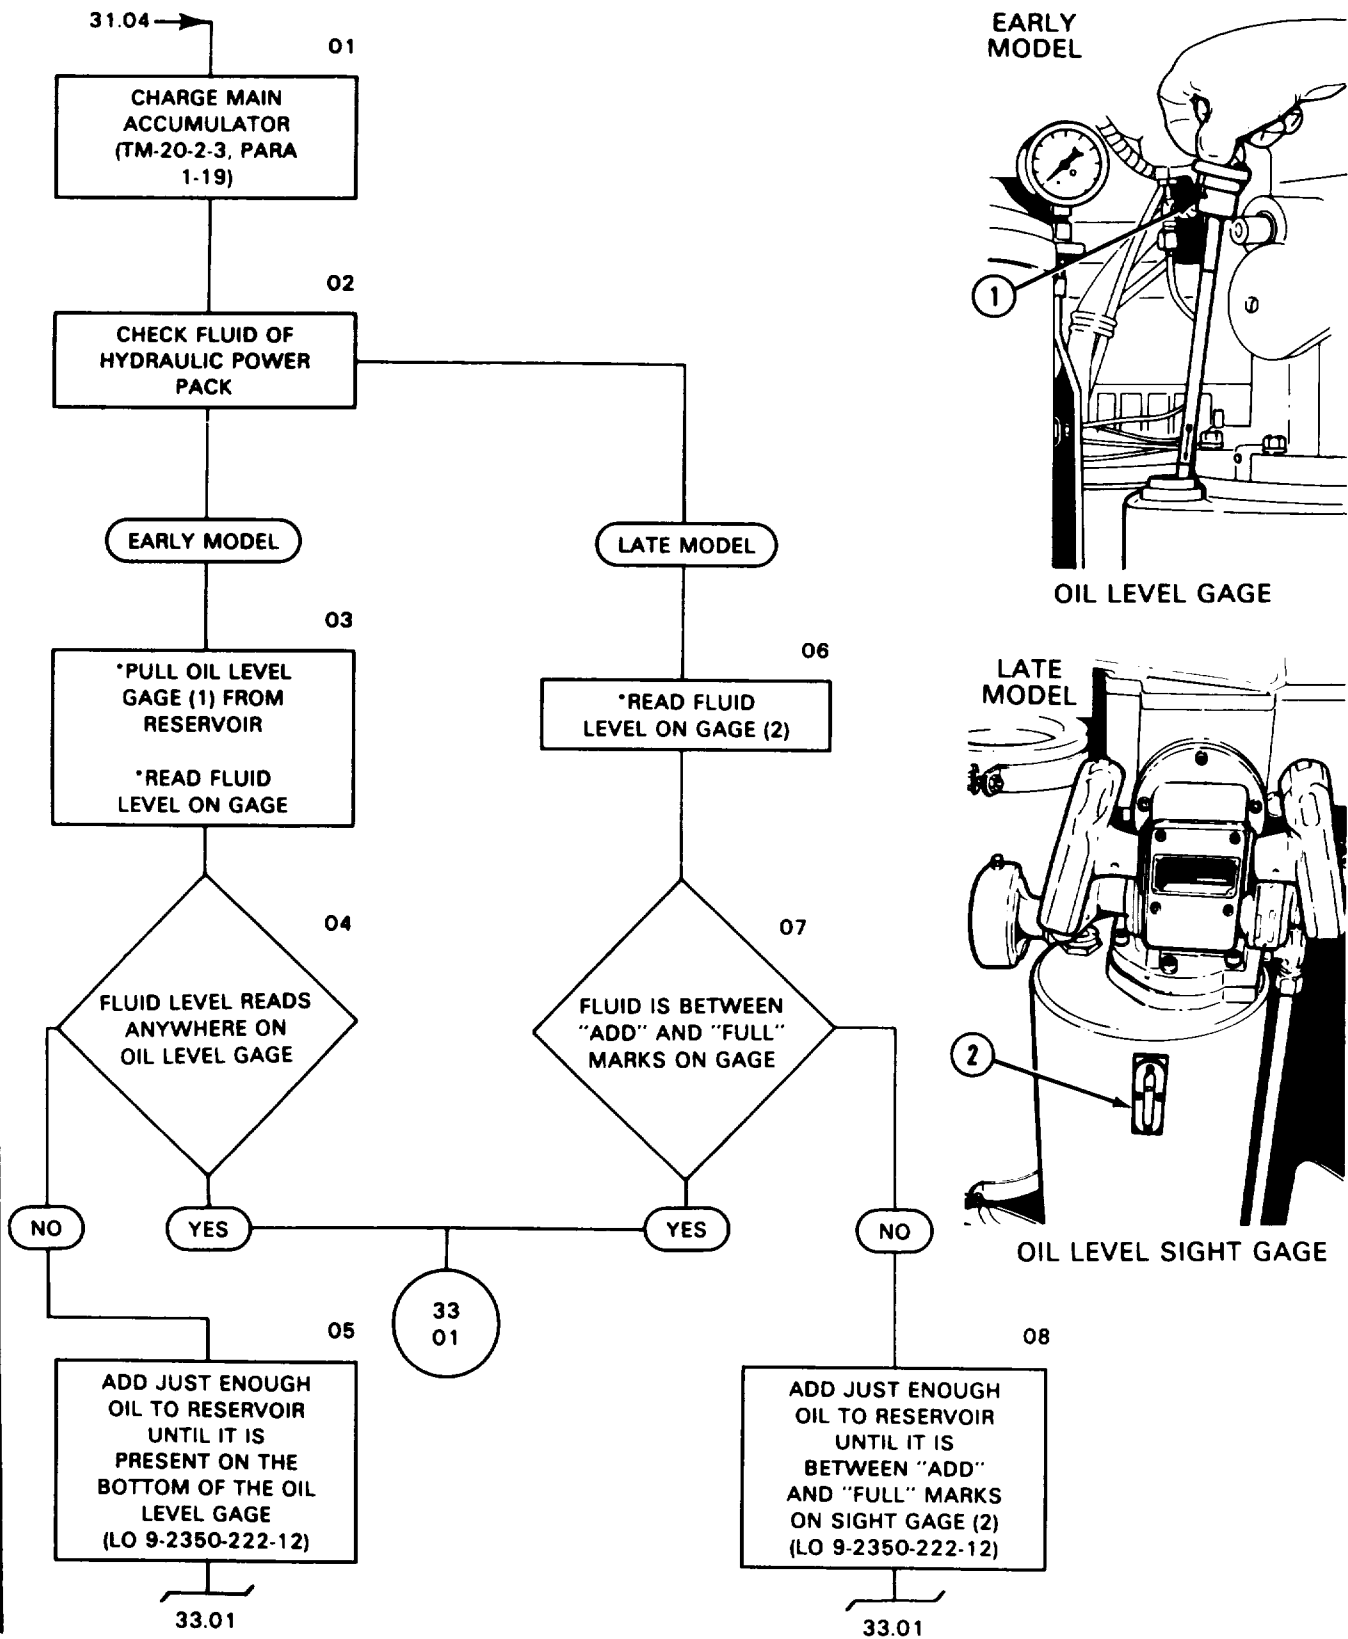 31.04
01
CHARGE MAIN
ACCUMULATOR
(TM-20-2-3, PARA
1-19)
02
CHECK FLUID OF
HYDRAULIC POWER
PACK
EARLY MODEL
03
*PULL OIL LEVEL
GAGE (1) FROM
RESERVOIR
*READ FLUID
LEVEL ON GAGE
04
FLUID LEVEL READS
ANYWHERE ON
OIL LEVEL GAGE
NO
YES
33
01
05
ADD JUST ENOUGH
OIL TO RESERVOIR
UNTIL IT IS
PRESENT ON THE
BOTTOM OF THE OIL
LEVEL GAGE
(LO 9-2350-222-12)
33.01
LATE MODEL
06
*READ FLUID
LEVEL ON GAGE (2)
07
FLUID IS BETWEEN
"ADD" AND "FULL"
MARKS ON GAGE
YES
NO
08
ADD JUST ENOUGH
OIL TO RESERVOIR
UNTIL IT IS
BETWEEN "ADD"
AND "FULL" MARKS
ON SIGHT GAGE (2)
(LO 9-2350-222-12)
33.01
EARLY
MODEL
1
OIL LEVEL GAGE
LATE
MODEL
2
OIL LEVEL SIGHT GAGE